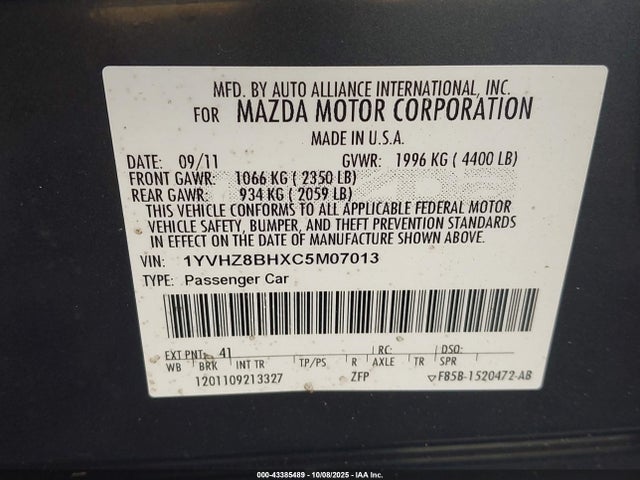 MFD. BY AUTO ALLIANCE INTERNATIONAL, INC.
FOR MAZDA MOTOR CORPORATION
MADE IN U.S.A.
DATE: 09/11 GVWR: 1996 KG ( 4400 LB)
FRONT GAWR: 1066 KG ( 2350 LB)
REAR GAWR: 934 KG ( 2059 LB)
THIS VEHICLE CONFORMS TO ALL APPLICABLE FEDERAL MOTOR
VEHICLE SAFETY, BUMPER, AND THEFT PREVENTION STANDARDS
IN EFFECT ON THE DATE OF MANUFACTURE SHOWN ABOVE.
VIN: 1YVHZ8BHXC5M07013
TYPE: Passenger Car
EXT PNT: 41 RC: DSO:
WB BRK INT TR TP/PS R AXLE TR SPR
1201109213327 ZFP ▽F85B-1520472-AB
000-43385489 - 10/08/2025 - IAA Inc.